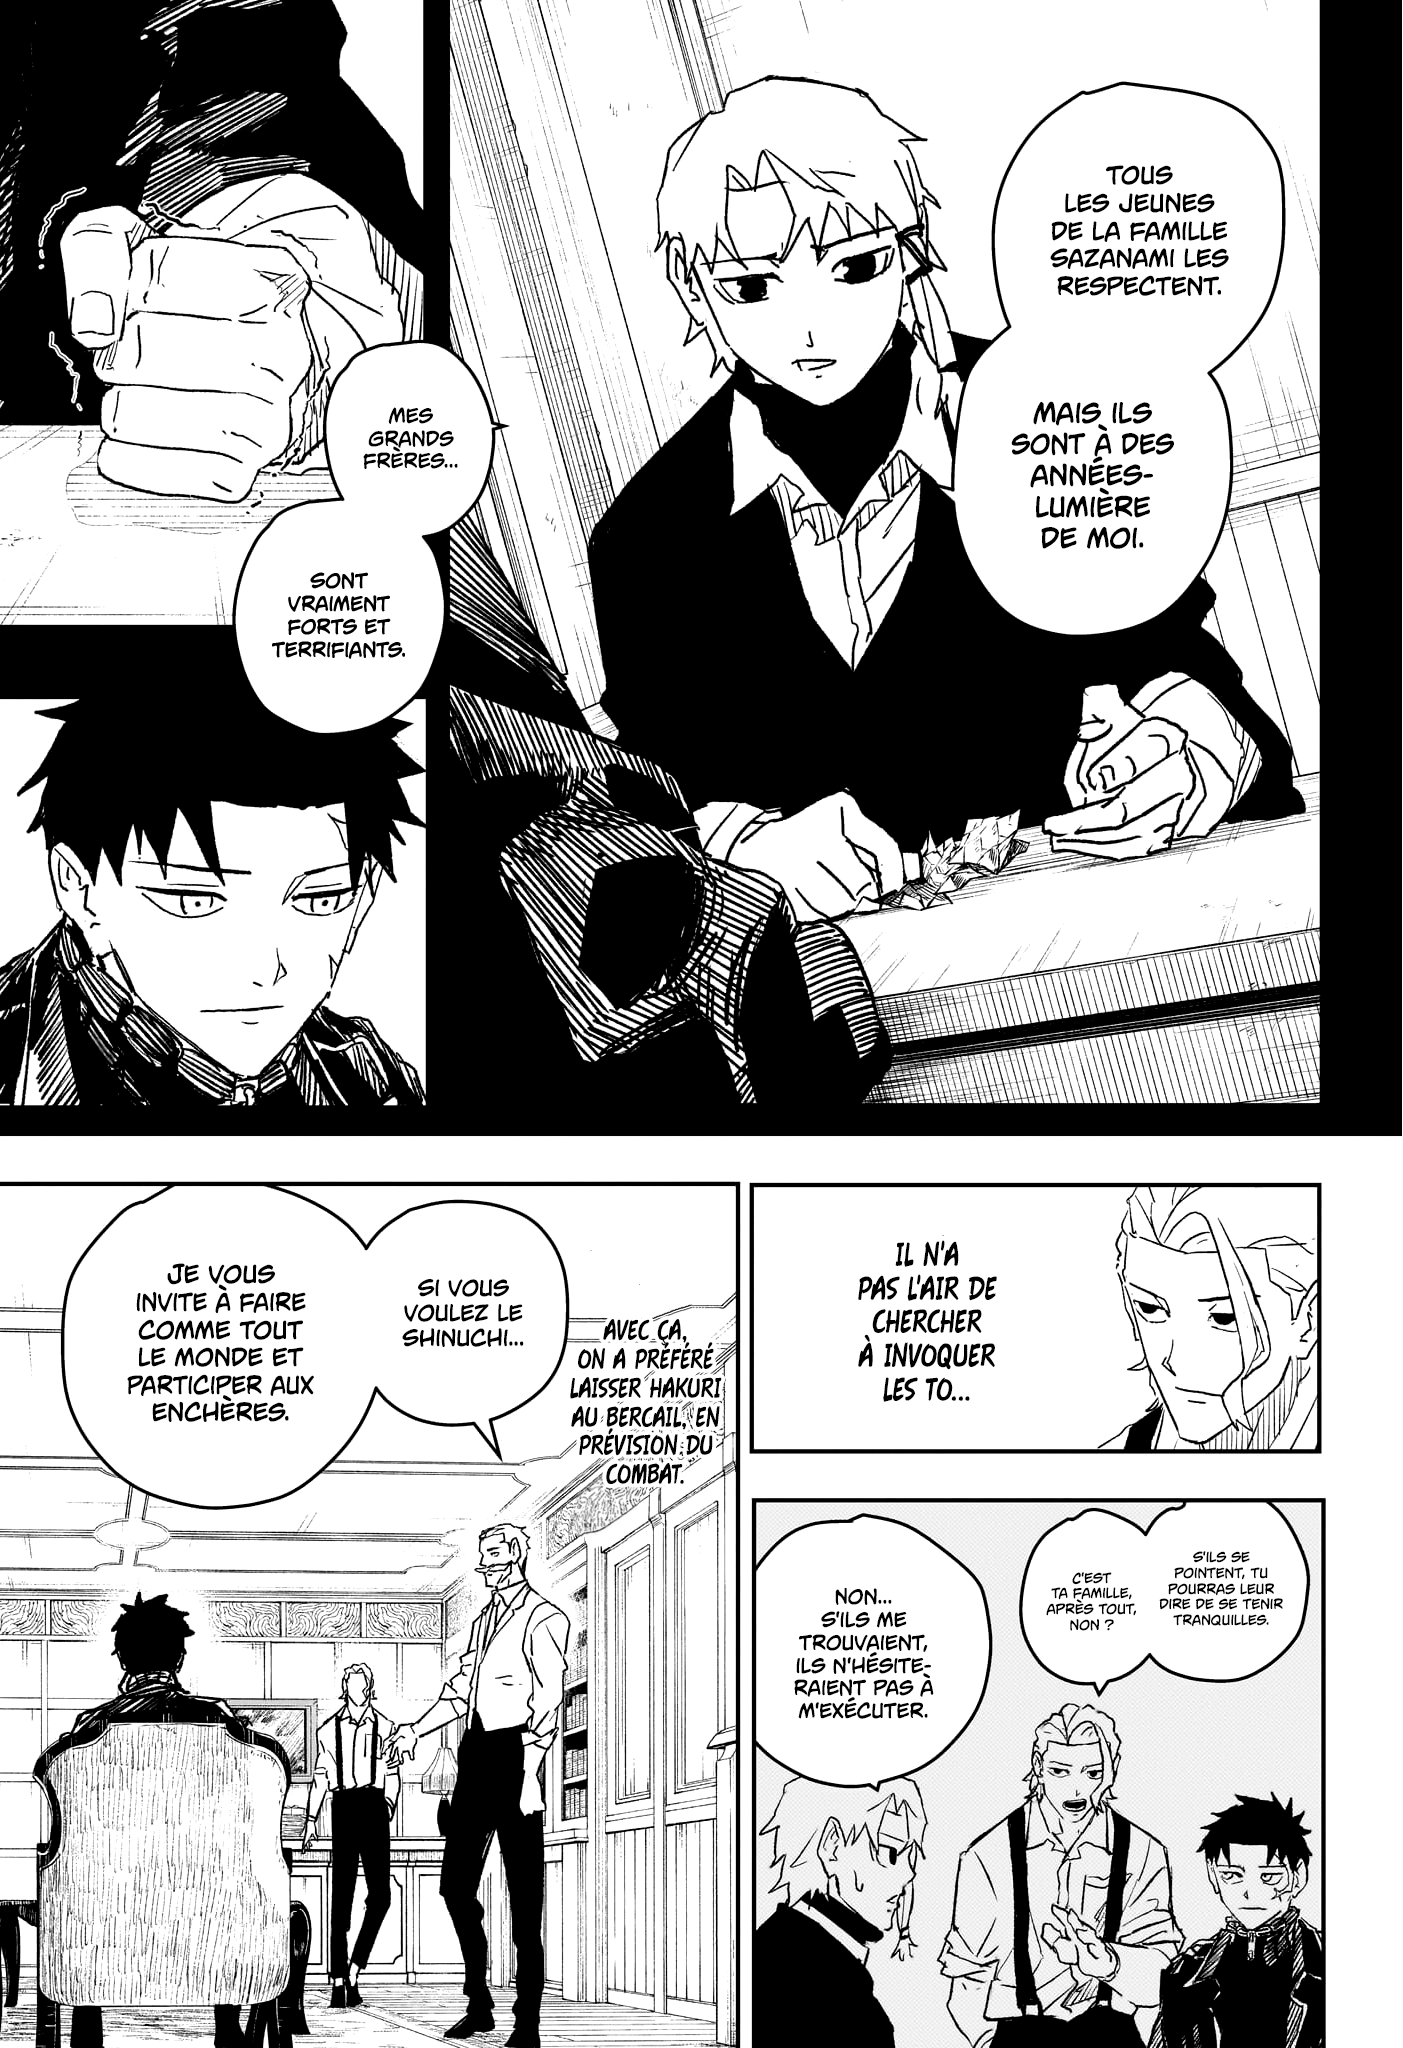 TOUS
LES JEUNES
DE LA FAMILLE
SAZANAMI LES
RESPECTENT.
MAIS ILS
SONT À DES
ANNÉES-
LUMIÈRE
DE MOI.
MES
GRANDS
FRÈRES...
SONT
VRAIMENT
FORTS ET
TERRIFIANTS.
IL N'A
PAS L'AIR DE
CHERCHER
À INVOQUER
LES TO...
S'ILS SE
POINTENT, TU
POURRAS LEUR
DIRE DE SE TENIR
TRANQUILLES.
C'EST
TA FAMILLE,
APRÈS TOUT,
NON ?
NON...
S'ILS ME
TROUVAIENT,
ILS N'HÉSITE-
RAIENT PAS À
M'EXÉCUTER.
AVEC ÇA,
ON A PRÉFÉRÉ
LAISSER HAKURI
AU BERCAIL, EN
PRÉVISION DU
COMBAT.
SI VOUS
VOULEZ LE
SHINUCHI...
JE VOUS
INVITE À FAIRE
COMME TOUT
LE MONDE ET
PARTICIPER AUX
ENCHÈRES.